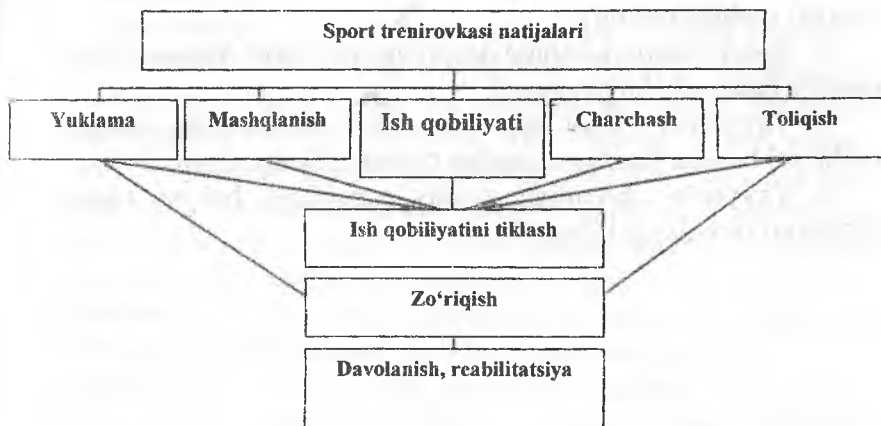 Sport trenirovkasi natijalari
Yuklama
Mashqlanish
Ish qobiliyati
Charchash
Toliqish
Ish qobiliyatini tiklash
Zo‘riqish
Davolanish, reabilitatsiya